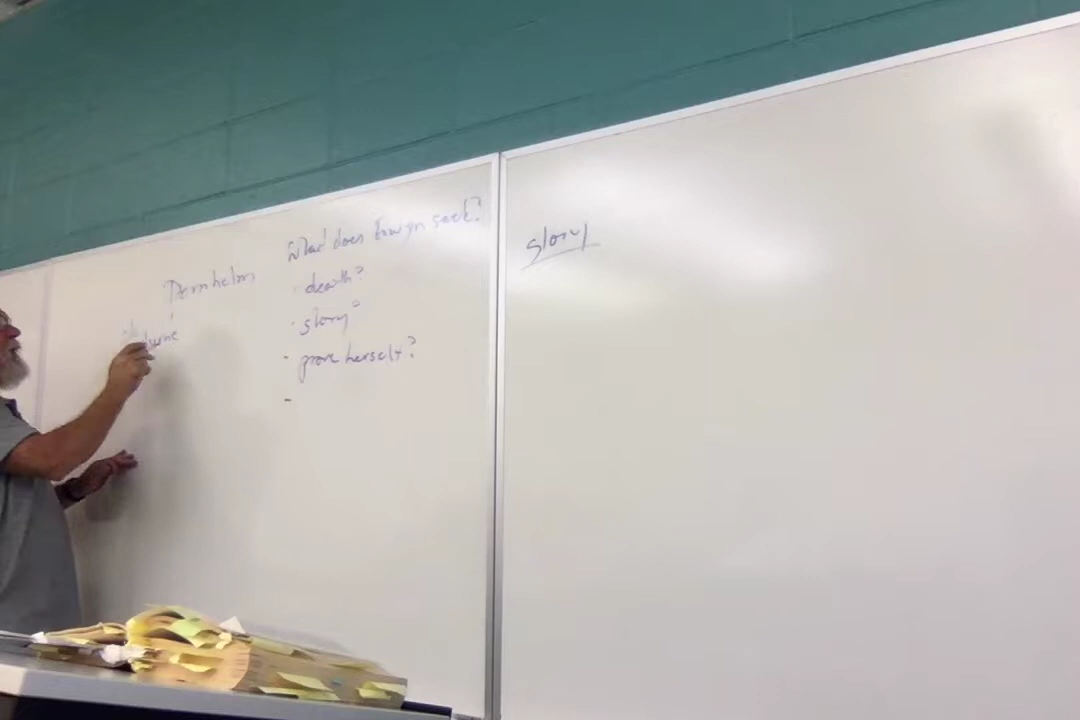 What does Eowyn seek?
Dernhelm
· death?
· glory?
- prove herself?
-
glory